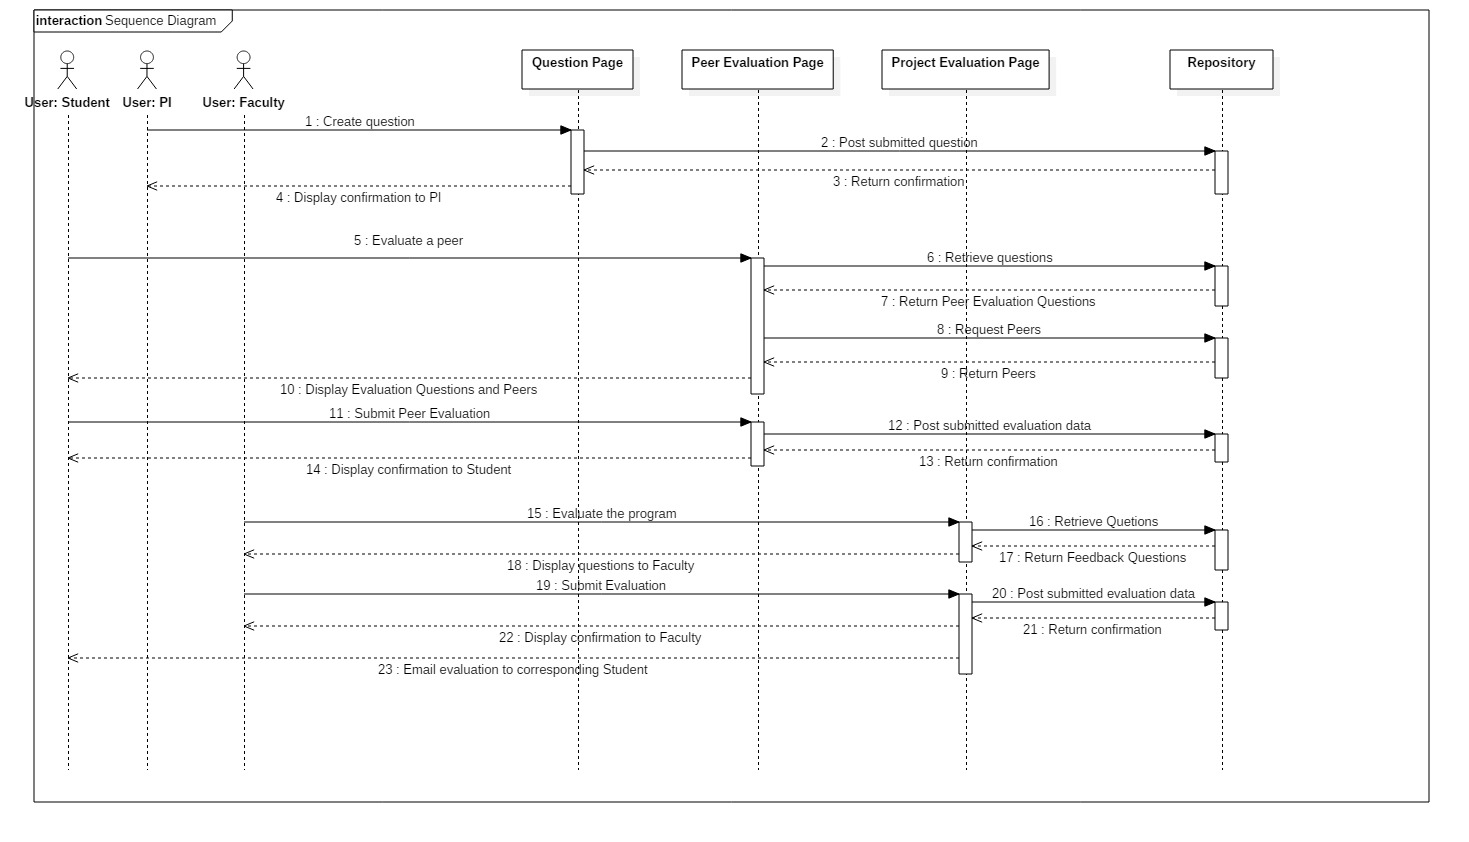 interaction Sequence Diagram
User: Student
User: PI
User: Faculty
Question Page
Peer Evaluation Page
Project Evaluation Page
Repository
1 : Create question
2 : Post submitted question
3 : Return confirmation
4 : Display confirmation to PI
5 : Evaluate a peer
6 : Retrieve questions
7 : Return Peer Evaluation Questions
8 : Request Peers
9 : Return Peers
10 : Display Evaluation Questions and Peers
11 : Submit Peer Evaluation
12 : Post submitted evaluation data
13 : Return confirmation
14 : Display confirmation to Student
15 : Evaluate the program
16 : Retrieve Quetions
17 : Return Feedback Questions
18 : Display questions to Faculty
19 : Submit Evaluation
20 : Post submitted evaluation data
21 : Return confirmation
22 : Display confirmation to Faculty
23 : Email evaluation to corresponding Student